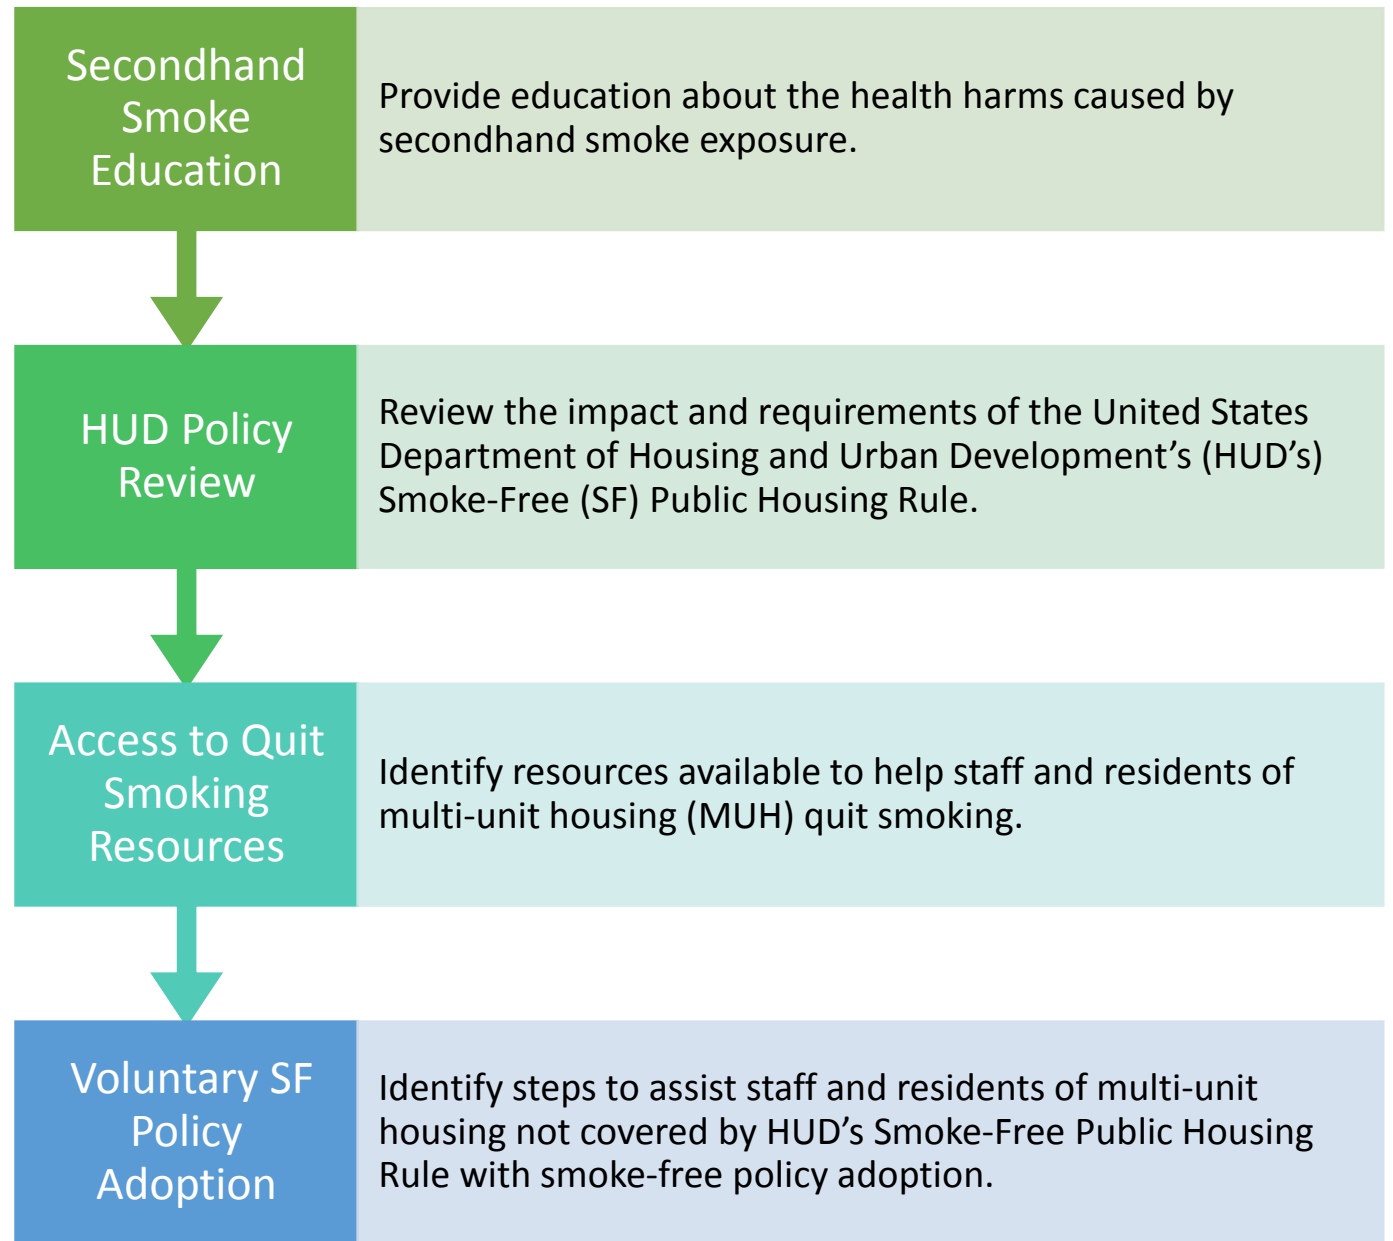 Secondhand
Smoke
Education
Provide education about the health harms caused by
secondhand smoke exposure.
HUD Policy
Review
Review the impact and requirements of the United States
Department of Housing and Urban Development’s (HUD’s)
Smoke-Free (SF) Public Housing Rule.
Access to Quit
Smoking
Resources
Identify resources available to help staff and residents of
multi-unit housing (MUH) quit smoking.
Voluntary SF
Policy
Adoption
Identify steps to assist staff and residents of multi-unit
housing not covered by HUD’s Smoke-Free Public Housing
Rule with smoke-free policy adoption.